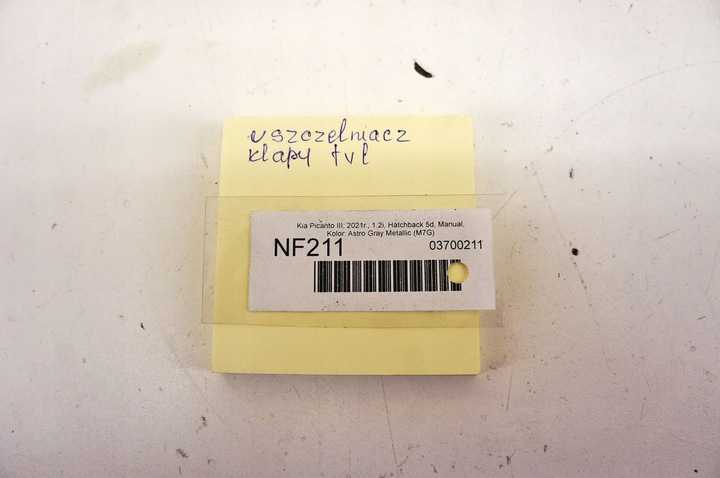 uszczelniacz
klapy tył
Kia Picanto III, 2021r., 1.2i, Hatchback 5d, Manual,
Kolor: Astro Gray Metallic (M7G)
NF211 03700211